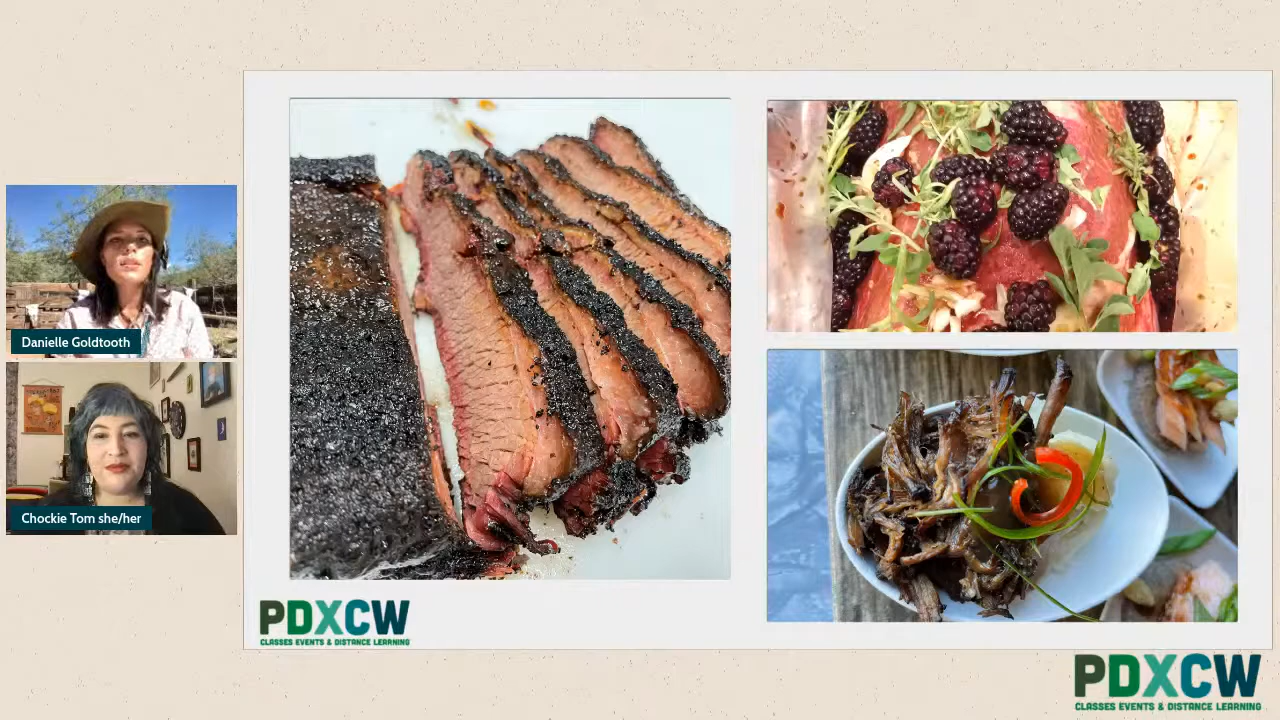 Danielle Goldtooth
Chockie Tom she/her
PDXCW
CLASSES EVENTS & DISTANCE LEARNING
PDXCW
CLASSES EVENTS & DISTANCE LEARNING